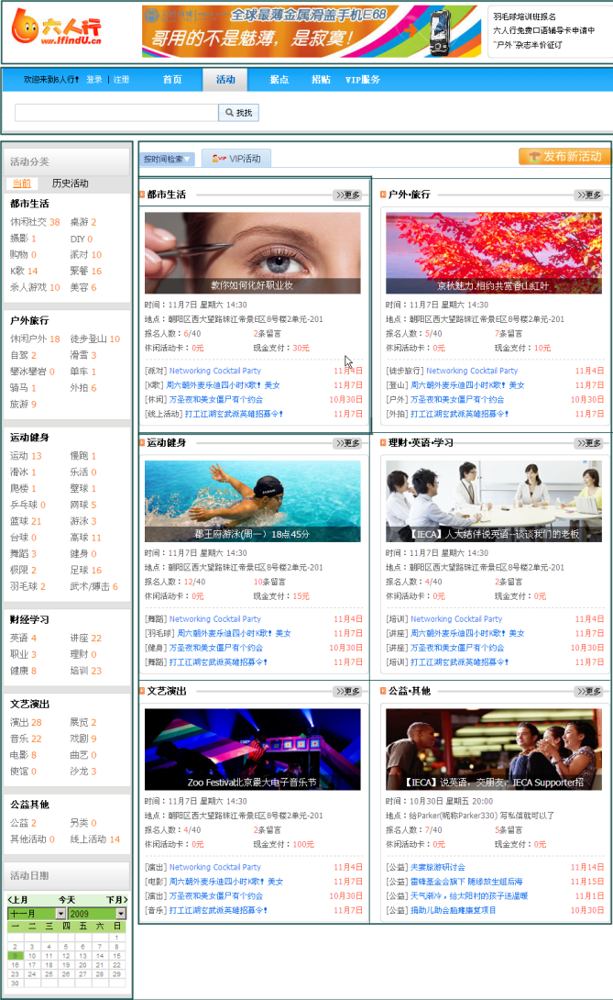 六人行
www.IfindU.cn
全球最薄金属滑盖手机E68
哥用的不是魅薄，是寂寞！
羽毛球培训班报名
六人行免费口语辅导卡申请中
"户外"杂志半价征订
欢迎来到6人行! 登录 | 注册
首页 活动 据点 招贴 VIP服务
找找
活动分类
当前 历史活动
都市生活
休闲社交 38 桌游 2
摄影 1 DIY 0
购物 0 派对 10
K歌 14 聚餐 16
杀人游戏 10 美容 6
户外旅行
休闲户外 18 徒步登山 10
自驾 2 滑雪 3
攀冰攀岩 0 单车 1
骑马 1 外拍 6
旅游 9
运动健身
运动 13 慢跑 1
滑冰 1 乐活 0
爬楼 1 壁球 1
乒乓球 0 网球 5
篮球 21 游泳 3
台球 0 高球 11
舞蹈 3 健身 0
极限 2 足球 16
羽毛球 2 武术/搏击 6
财经学习
英语 4 讲座 22
职业 3 理财 0
健康 8 培训 23
文艺演出
演出 28 展览 2
音乐 22 戏剧 9
电影 8 曲艺 0
使馆 0 沙龙 3
公益其他
公益 2 另类 0
其他活动 0 线上活动 14
活动日期
<上月 今天 下月>
十一月 2009
一 二 三 四 五 六 日
1
2 3 4 5 6 7 8
9 10 11 12 13 14 15
16 17 18 19 20 21 22
23 24 25 26 27 28 29
30
按时间检索 VIP VIP活动 发布新活动
都市生活 >>更多
教你如何化好职业妆
时间：11月7日 星期六 14:30
地点：朝阳区西大望路珠江帝景E区8号楼2单元-201
报名人数：6/40 2条留言
休闲活动卡：0元 现金支付：30元
[派对] Networking Cocktail Party 11月4日
[K歌] 周六朝外麦乐迪四小时K歌! 美女 11月7日
[休闲] 万圣夜和美女僵尸有个约会 10月30日
[线上活动] 打工江湖玄武派英雄招募令! 11月7日
户外•旅行 >>更多
京秋魅力.相约共赏香山红叶
时间：11月7日 星期六 14:30
地点：朝阳区西大望路珠江帝景E区8号楼2单元-201
报名人数：5/40 7条留言
休闲活动卡：0元 现金支付：10元
[徒步旅行] Networking Cocktail Party 11月4日
[登山] 周六朝外麦乐迪四小时K歌! 美女 11月7日
[户外] 万圣夜和美女僵尸有个约会 10月30日
[外拍] 打工江湖玄武派英雄招募令! 11月7日
运动健身 >>更多
郡王府游泳(周一）18点45分
时间：11月7日 星期六 14:30
地点：朝阳区西大望路珠江帝景E区8号楼2单元-201
报名人数：12/40 10条留言
休闲活动卡：0元 现金支付：15元
[舞蹈] Networking Cocktail Party 11月4日
[羽毛球] 周六朝外麦乐迪四小时K歌! 美女 11月7日
[健身] 万圣夜和美女僵尸有个约会 10月30日
[舞蹈] 打工江湖玄武派英雄招募令! 11月7日
理财•英语•学习 >>更多
【IECA】人大结伴说英语--谈谈我们的老板
时间：11月7日 星期六 14:30
地点：朝阳区西大望路珠江帝景E区8号楼2单元-201
报名人数：4/40 2条留言
休闲活动卡：0元 现金支付：0元
[培训] Networking Cocktail Party 11月4日
[讲座] 周六朝外麦乐迪四小时K歌! 美女 11月7日
[讲座] 万圣夜和美女僵尸有个约会 10月30日
[培训] 打工江湖玄武派英雄招募令! 11月7日
文艺演出 >>更多
Zoo Festival北京最大电子音乐节
时间：11月7日 星期六 14:30
地点：朝阳区西大望路珠江帝景E区8号楼2单元-201
报名人数：4/40 2条留言
休闲活动卡：0元 现金支付：100元
[演出] Networking Cocktail Party 11月4日
[电影] 周六朝外麦乐迪四小时K歌! 美女 11月7日
[演出] 万圣夜和美女僵尸有个约会 10月30日
[音乐] 打工江湖玄武派英雄招募令! 11月7日
公益•其他 >>更多
【IECA】说英语，交朋友，IECA Supporter招
时间：10月30日 星期五 20:00
地点：给Parker(昵称Parker330) 写私信就可以了
报名人数：7/40 5条留言
休闲活动卡：0元 现金支付：0元
[公益] 夫妻旅游研讨会 11月14日
[公益] 雷锋基金会旗下 随缘放生组后海 11月15日
[公益] 天气渐冷，给太阳村的孩子送温暖 11月1日
[公益] 捐助儿助会脑瘫康复项目 10月30日